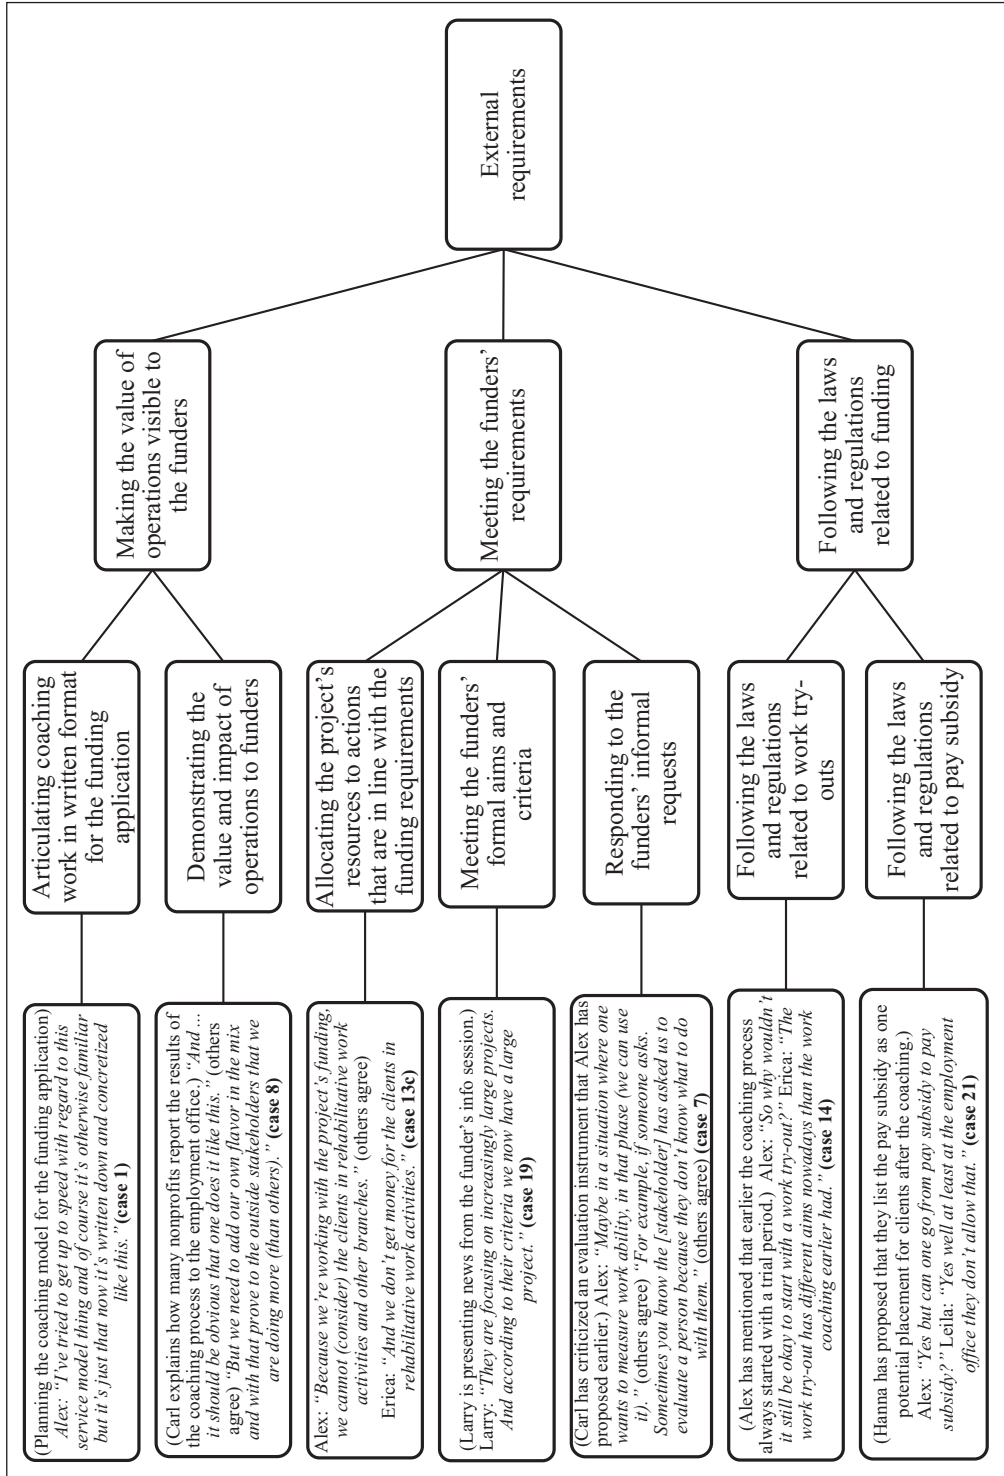 (Planning the coaching model for the funding application)
Alex: “I’ve tried to get up to speed with regard to this
service model thing and of course it’s otherwise familiar
but it’s just that now it’s written down and concretized
like this.” (case 1)
(Carl explains how many nonprofits report the results of
the coaching process to the employment office.) “And ...
it should be obvious that one does it like this.” (others
agree) “But we need to add our own flavor in the mix
and with that prove to the outside stakeholders that we
are doing more (than others).” (case 8)
Alex: “Because we’re working with the project’s funding,
we cannot (consider) the clients in rehabilitative work
activities and other branches.” (others agree)
Erica: “And we don’t get money for the clients in
rehabilitative work activities.” (case 13c)
(Larry is presenting news from the funder’s info session.)
Larry: “They are focusing on increasingly large projects.
And according to their criteria we now have a large
project.” (case 19)
(Carl has criticized an evaluation instrument that Alex has
proposed earlier.) Alex: “Maybe in a situation where one
wants to measure work ability, in that phase (we can use
it).” (others agree) “For example, if someone asks.
Sometimes you know the [stakeholder] has asked us to
evaluate a person because they don’t know what to do
with them.” (others agree) (case 7)
(Alex has mentioned that earlier the coaching process
always started with a trial period.) Alex: “So why wouldn’t
it still be okay to start with a work try-out?” Erica: “The
work try-out has different aims nowadays than the work
coaching earlier had.” (case 14)
(Hanna has proposed that they list the pay subsidy as one
potential placement for clients after the coaching.)
Alex: “Yes but can one go from pay subsidy to pay
subsidy?” Leila: “Yes well at least at the employment
office they don’t allow that.” (case 21)
Articulating coaching
work in written format
for the funding
application
Demonstrating the
value and impact of
operations to funders
Allocating the project’s
resources to actions
that are in line with the
funding requirements
Meeting the funders’
formal aims and
criteria
Responding to the
funders’ informal
requests
Following the laws
and regulations
related to work try-
outs
Following the laws
and regulations
related to pay subsidy
Making the value of
operations visible to
the funders
Meeting the funders’
requirements
Following the laws
and regulations
related to funding
External
requirements